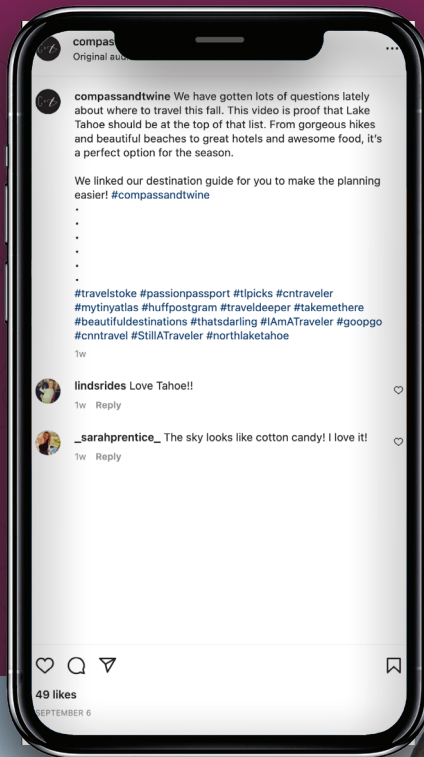 compas
Original aud
compassandtwine We have gotten lots of questions lately
about where to travel this fall. This video is proof that Lake
Tahoe should be at the top of that list. From gorgeous hikes
and beautiful beaches to great hotels and awesome food, it's
a perfect option for the season.
We linked our destination guide for you to make the planning
easier! #compassandtwine
.
.
.
.
.
.
#travelstoke #passionpassport #tlpicks #cntraveler
#mytinyatlas #huffpostgram #traveldeeper #takemethere
#beautifuldestinations #thatsdarling #IAmATraveler #goopgo
#cnntravel #StillATraveler #northlaketahoe
1w
lindsrides Love Tahoe!!
1w Reply
_sarahprentice_ The sky looks like cotton candy! I love it!
1w Reply
49 likes
SEPTEMBER 6